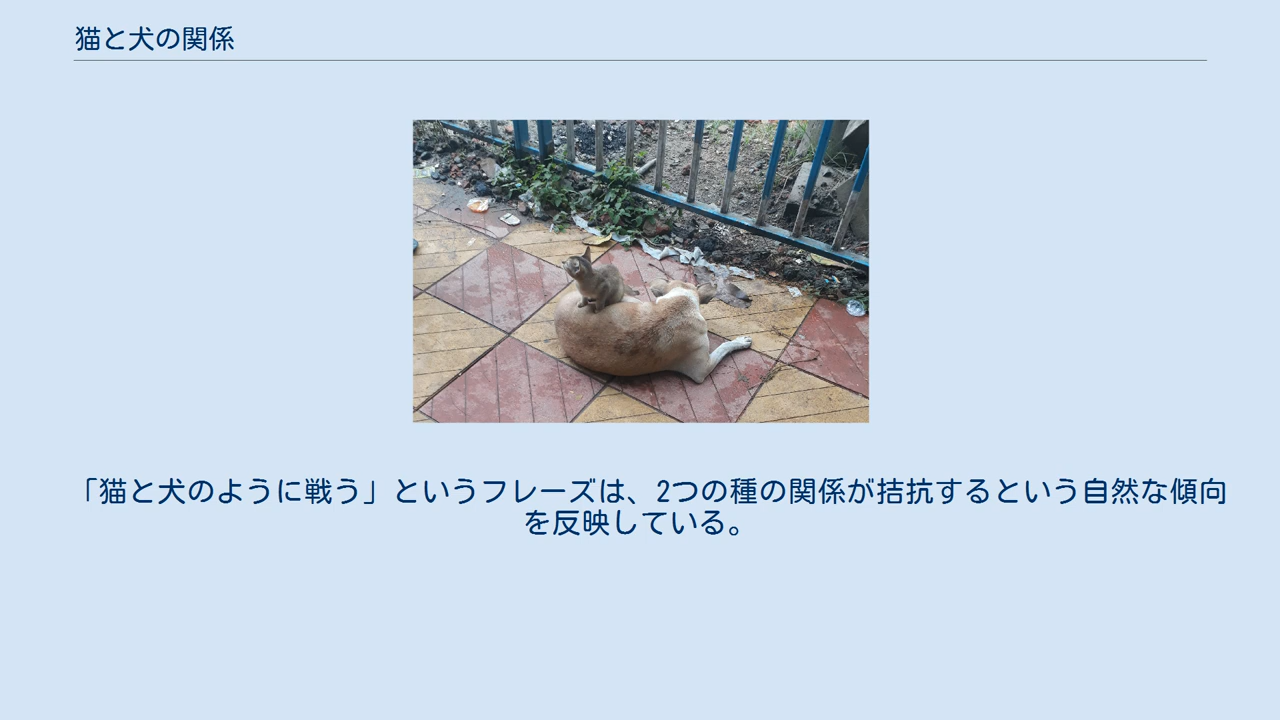 猫と犬の関係
「猫と犬のように戦う」というフレーズは、2つの種の関係が拮抗するという自然な傾向
を反映している。